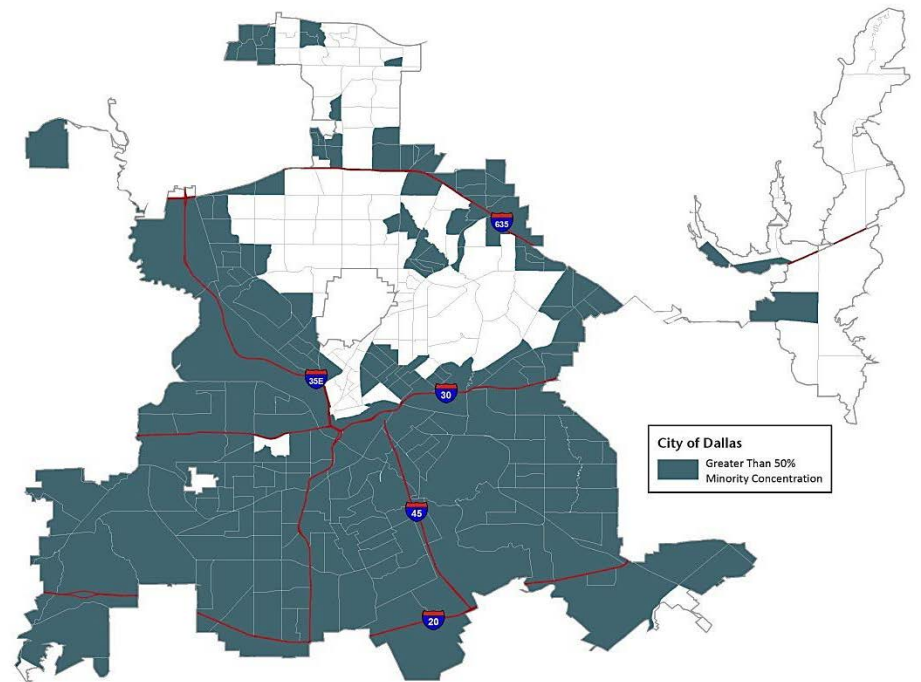 635
35E
30
City of Dallas
Greater Than 50%
Minority Concentration
45
20